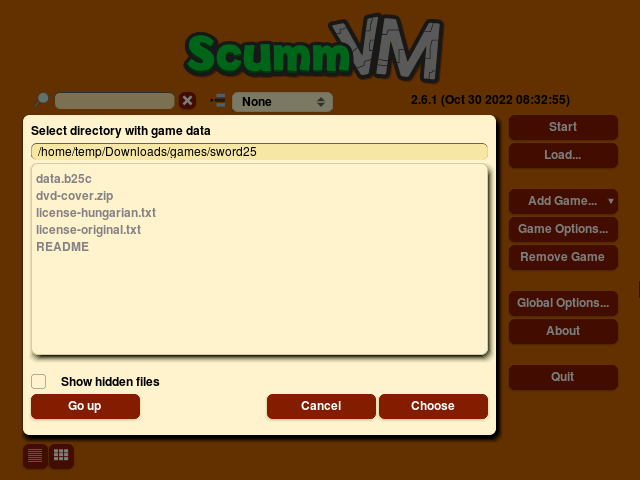 ScummVM
None
2.6.1 (Oct 30 2022 08:32:55)
Select directory with game data
/home/temp/Downloads/games/sword25
data.b25c
dvd-cover.zip
license-hungarian.txt
license-original.txt
README
Show hidden files
Go up
Cancel
Choose
Start
Load...
Add Game...
Game Options...
Remove Game
Global Options...
About
Quit